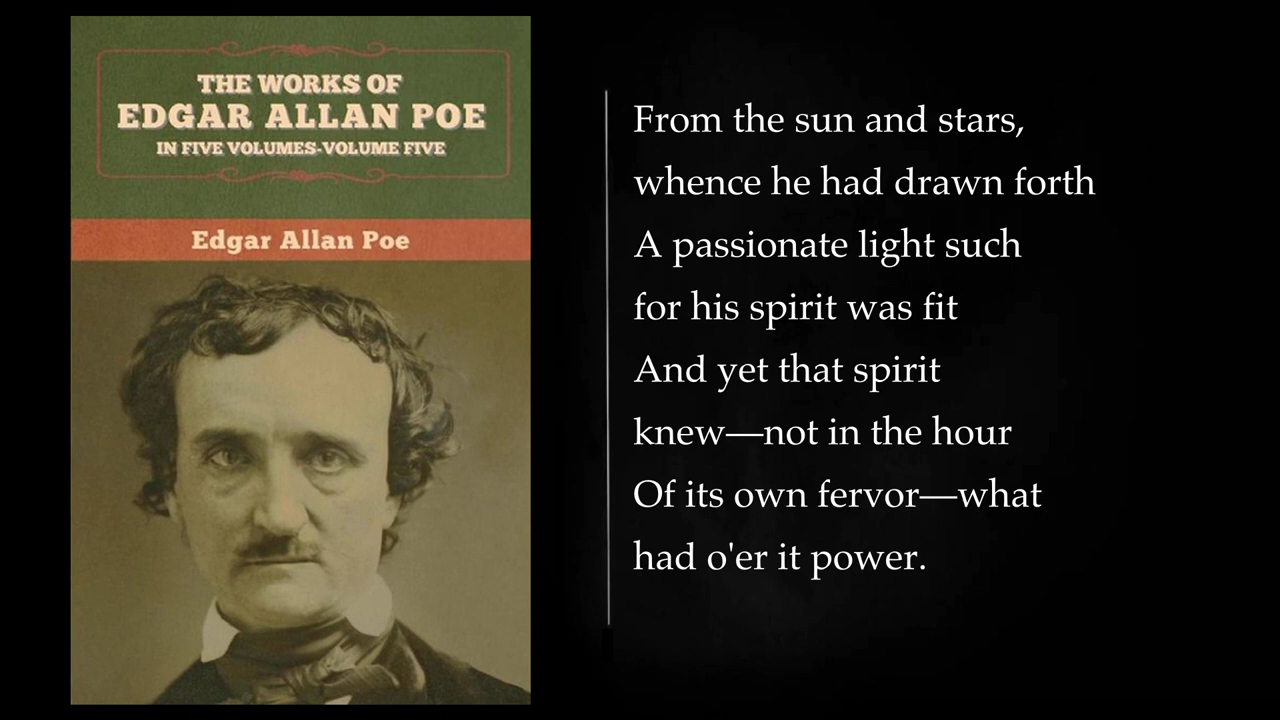 THE WORKS OF
EDGAR ALLAN POE
IN FIVE VOLUMES-VOLUME FIVE
Edgar Allan Poe
From the sun and stars,
whence he had drawn forth
A passionate light such
for his spirit was fit
And yet that spirit
knew—not in the hour
Of its own fervor—what
had o'er it power.